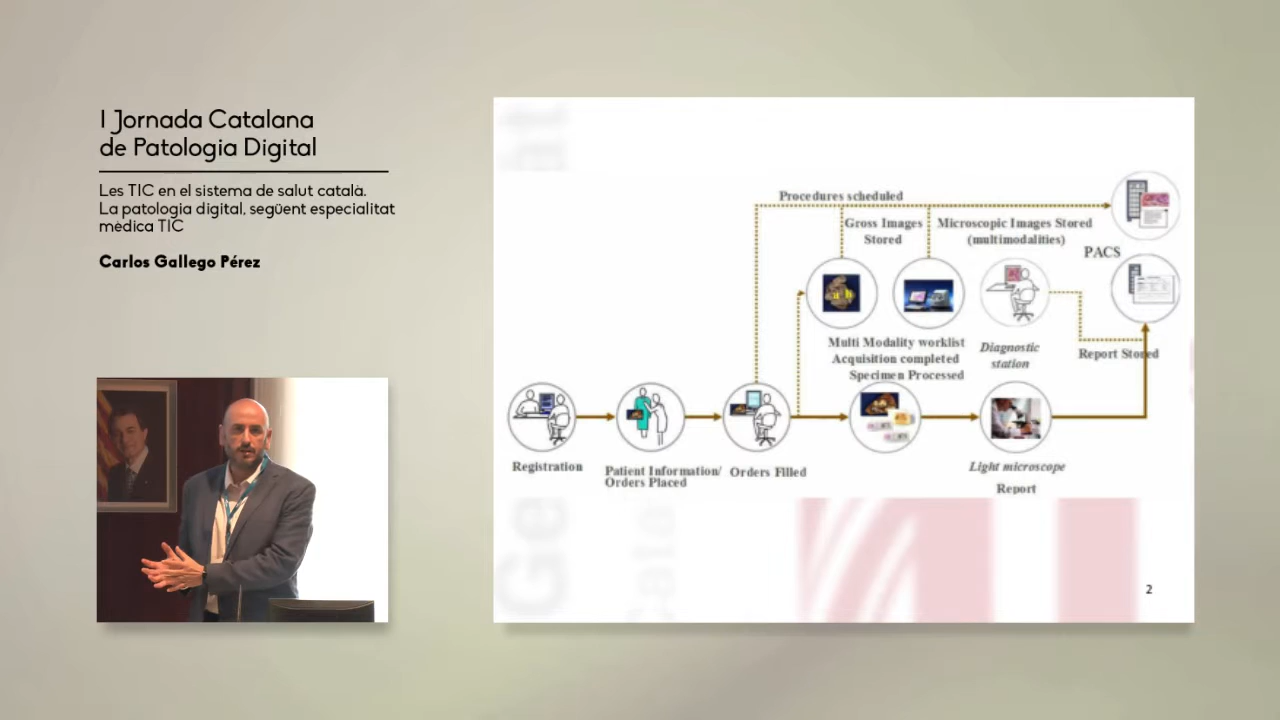 I Jornada Catalana
de Patologia Digital
Les TIC en el sistema de salut català.
La patologia digital, següent especialitat
mèdica TIC
Carlos Gallego Pérez
Procedures scheduled
Gross Images
Stored
Microscopic Images Stored
(multimodalities)
PACS
Multi Modality worklist
Acquisition completed
Specimen Processed
Diagnostic
station
Report Stored
Registration
Patient Information/
Orders Placed
Orders Filled
Light microscope
Report
a b
Ge
2